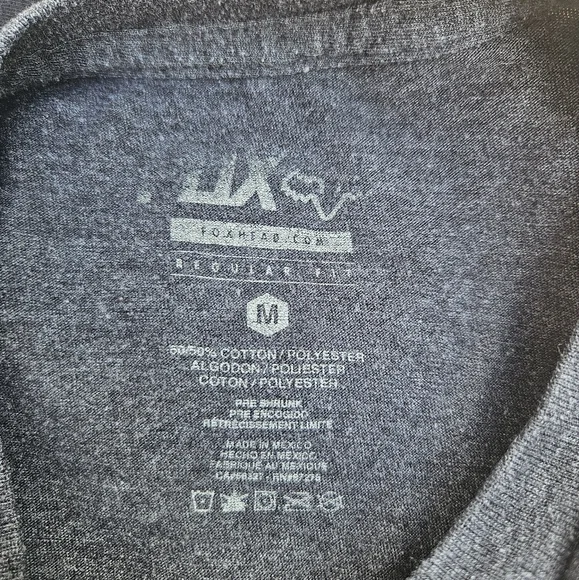 FOXHEAD.COM
REGULAR FIT
M
50/50% COTTON / POLYESTER
ALGODON / POLIESTER
COTON / POLYESTER
PRE SHRUNK
PRE ENCOGIDO
RÉTRÉCISSEMENT LIMITÉ
MADE IN MEXICO
HECHO EN MEXICO
FABRIQUÉ AU MEXIQUE